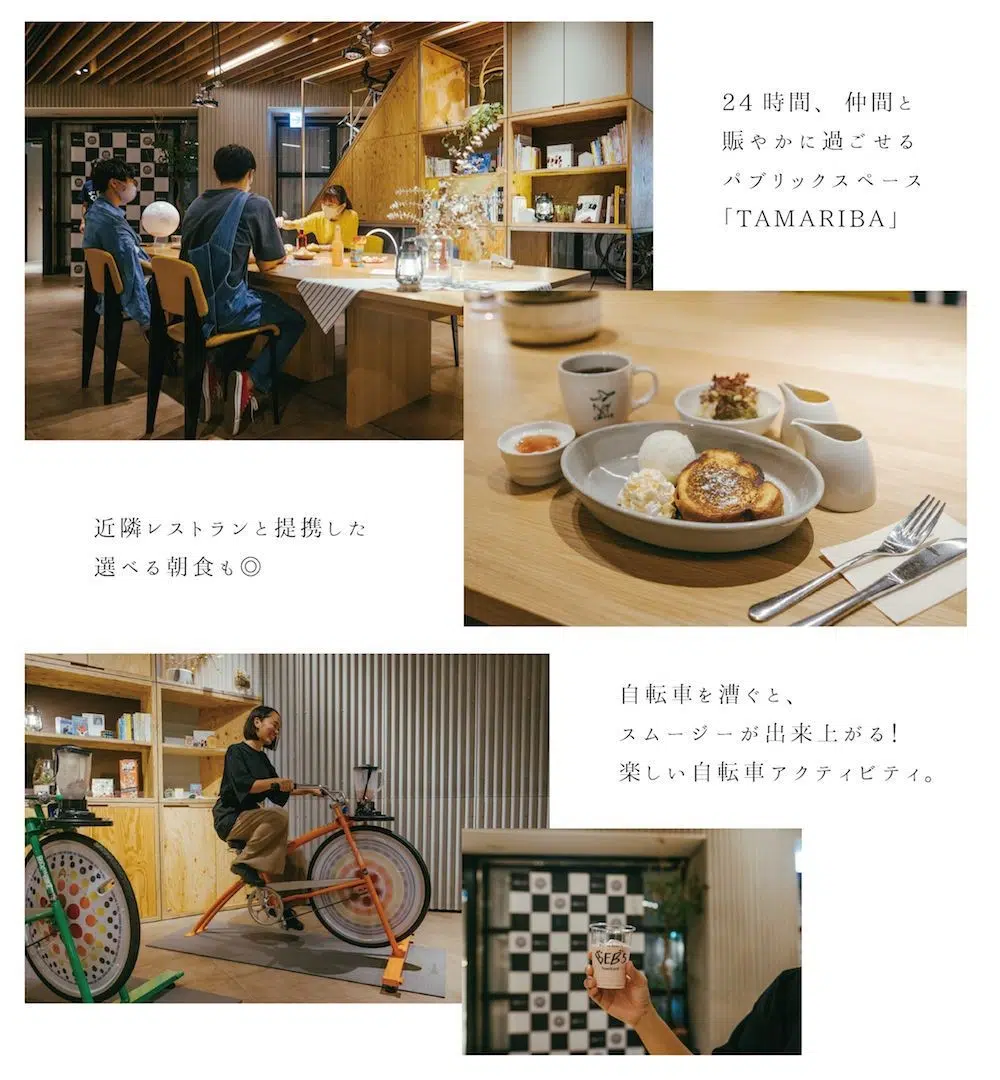 24時間、仲間と
賑やかに過ごせる
パブリックスペース
「TAMARIBA」
近隣レストランと提携した
選べる朝食も◎
自転車を漕ぐと、
スムージーが出来上がる!
楽しい自転車アクティビティ。
BEB5